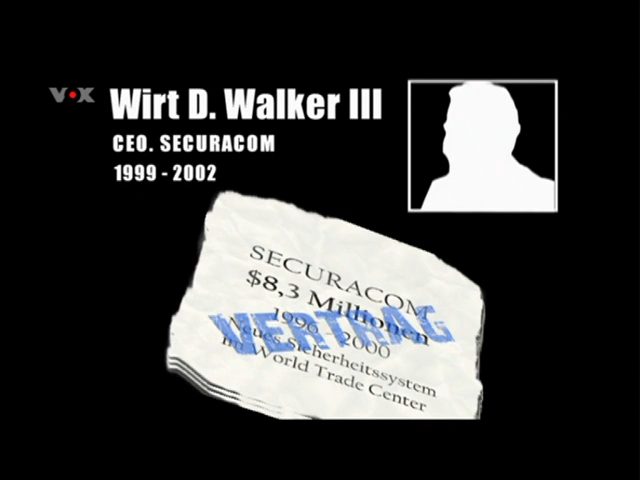 VOX
Wirt D. Walker III
CEO. SECURACOM
1999 - 2002
SECURACOM
$8,3 Millionen
1996 - 2000
VERTRAG
Neues Sicherheitssystem
im World Trade Center